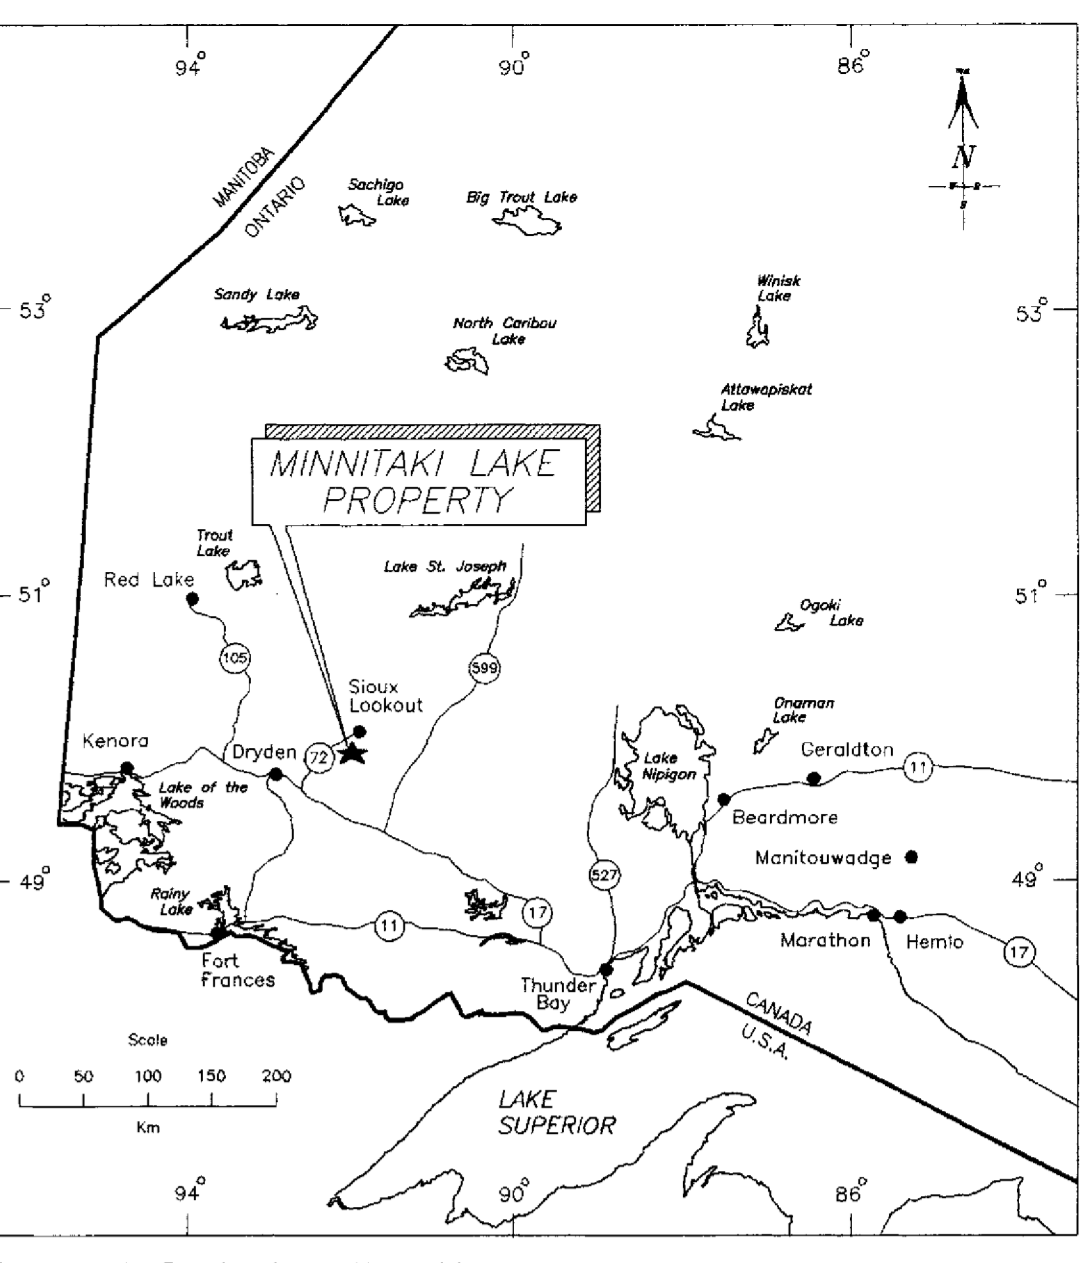 94°
90°
86°
N
MANITOBA
ONTARIO
Sachigo
Lake
Big Trout Lake
Sandy Lake
53°
53°
Winisk
Lake
North Caribou
Lake
Attawapiskat
Lake
MINNITAKI LAKE
PROPERTY
Trout
Lake
Red Lake
Lake St. Joseph
51°
51°
Ogoki
Lake
105
599
Sioux
Lookout
Onaman
Lake
Kenora
Dryden
72
Lake
Nipigon
Geraldton
11
Lake of the
Woods
Beardmore
Manitouwadge
49°
49°
527
Rainy
Lake
11
17
Marathon
Hemlo
17
Fort
Frances
Thunder
Bay
CANADA
U.S.A.
Scale
0 50 100 150 200
Km
LAKE
SUPERIOR
94°
90°
86°